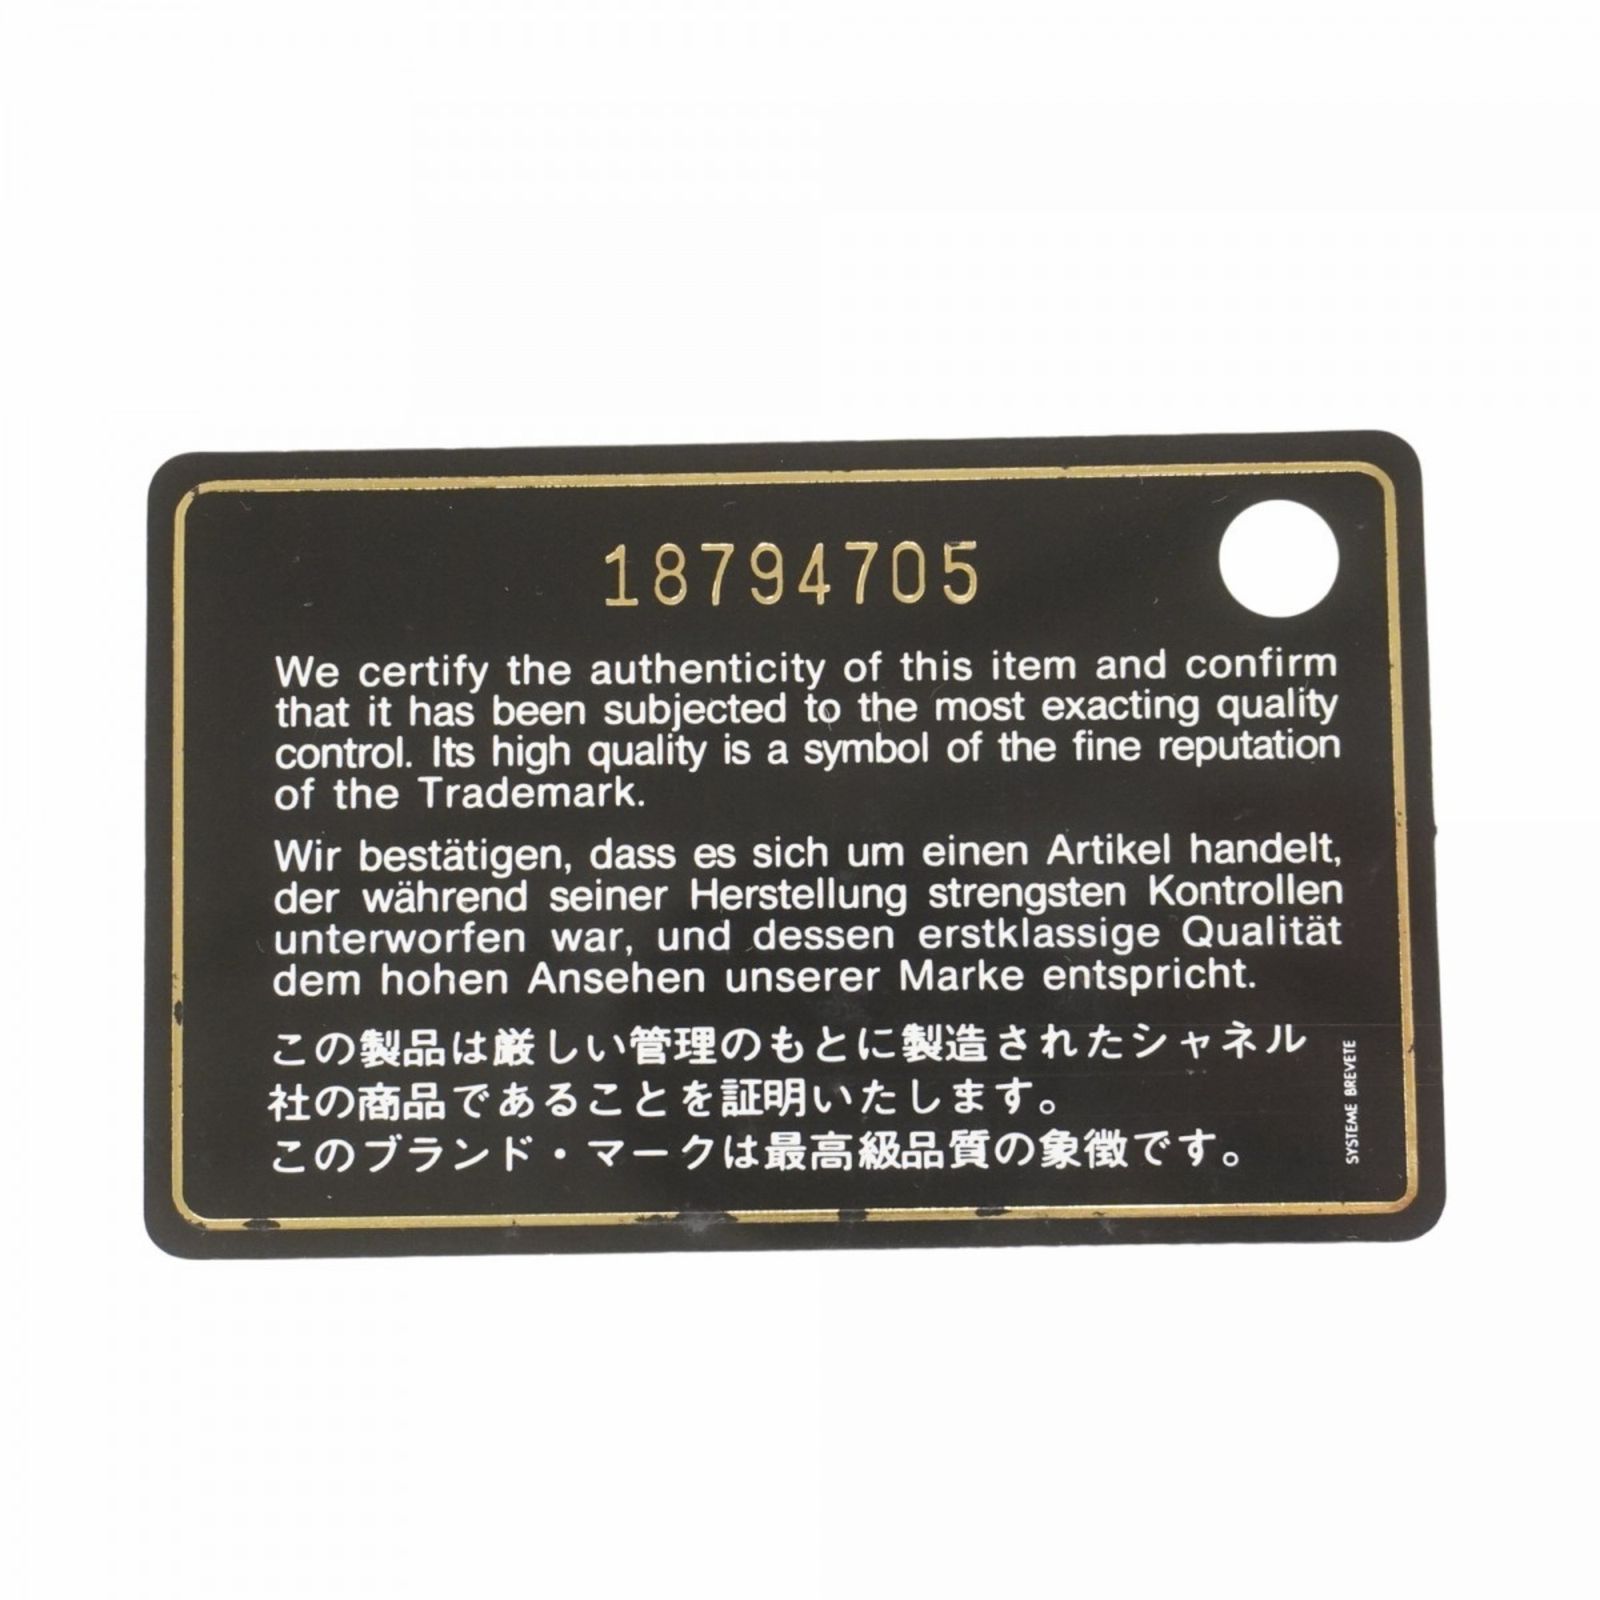 18794705
We certify the authenticity of this item and confirm
that it has been subjected to the most exacting quality
control. Its high quality is a symbol of the fine reputation
of the Trademark.
Wir bestätigen, dass es sich um einen Artikel handelt,
der während seiner Herstellung strengsten Kontrollen
unterworfen war, und dessen erstklassige Qualität
dem hohen Ansehen unserer Marke entspricht.
この製品は厳しい管理のもとに製造されたシャネル
社の商品であることを証明いたします。
このブランド・マークは最高級品質の象徴です。
SYSTEME BREVETE